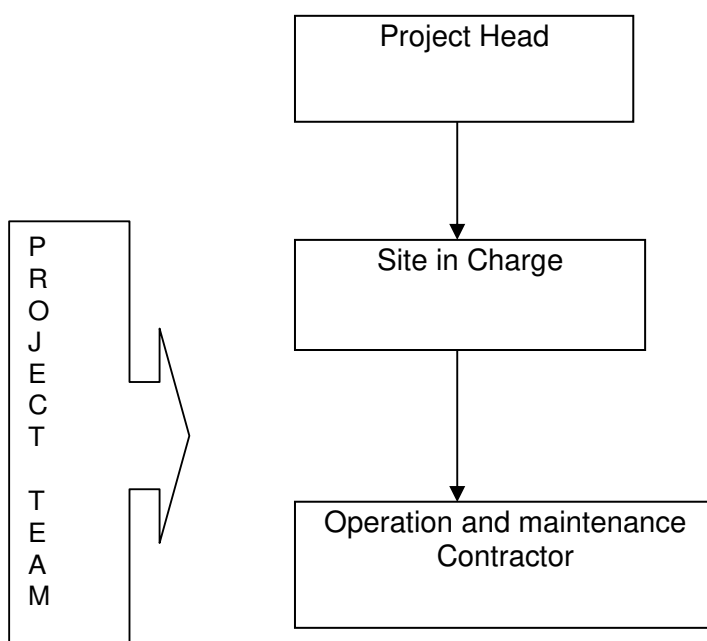 Project Head
Site in Charge
Operation and maintenance
Contractor
P
R
O
J
E
C
T
T
E
A
M